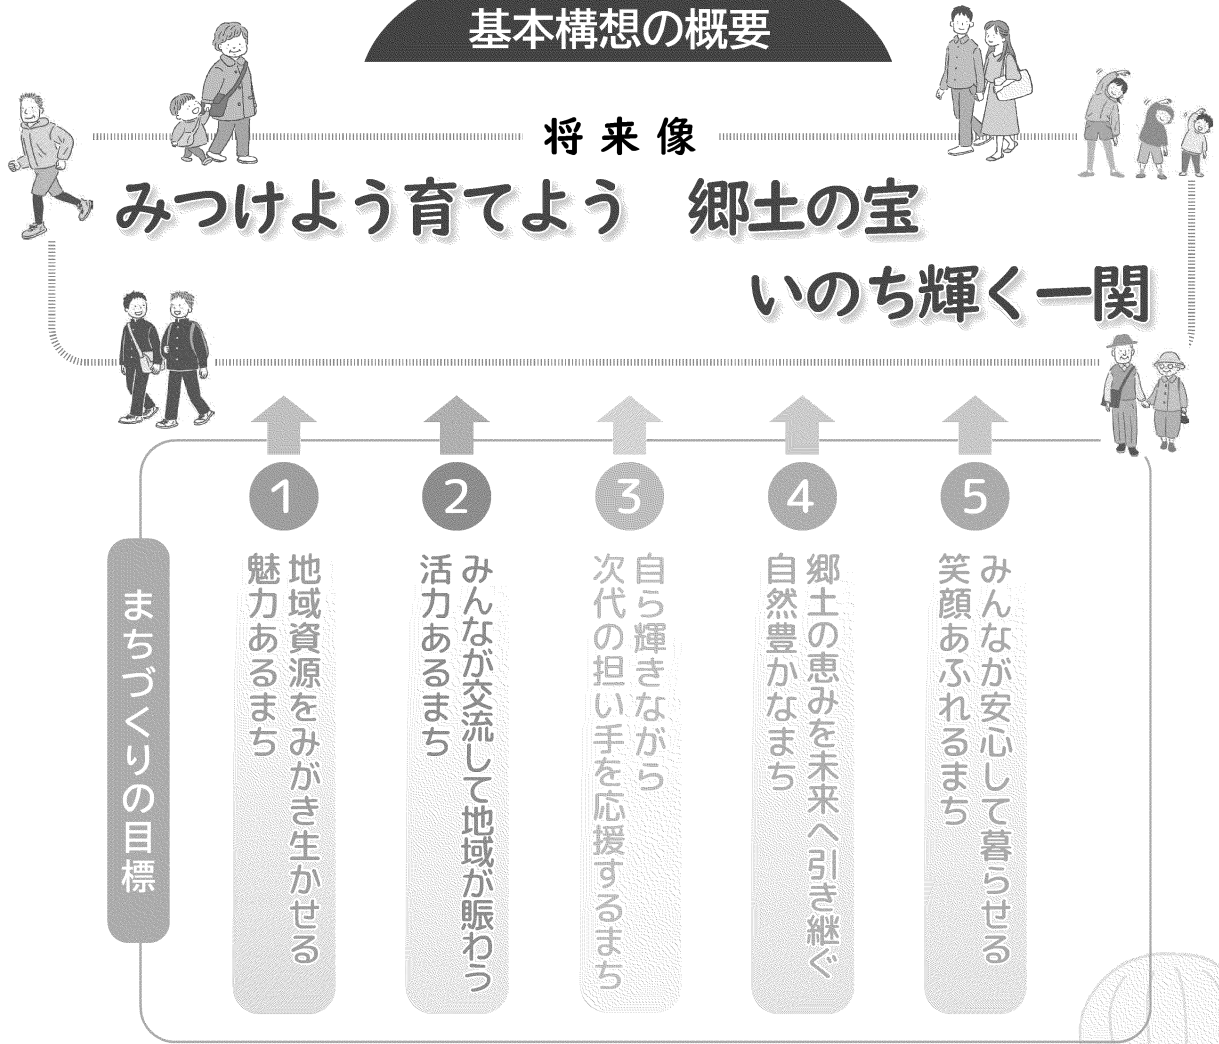 基本構想の概要
将来像
みつけよう育てよう　郷土の宝
いのち輝く一関
まちづくりの目標
1
地域資源をみがき生かせる
魅力あるまち
2
みんなが交流して地域が賑わう
活力あるまち
3
自ら輝きながら
次代の担い手を応援するまち
4
郷土の恵みを未来へ引き継ぐ
自然豊かなまち
5
みんなが安心して暮らせる
笑顔あふれるまち